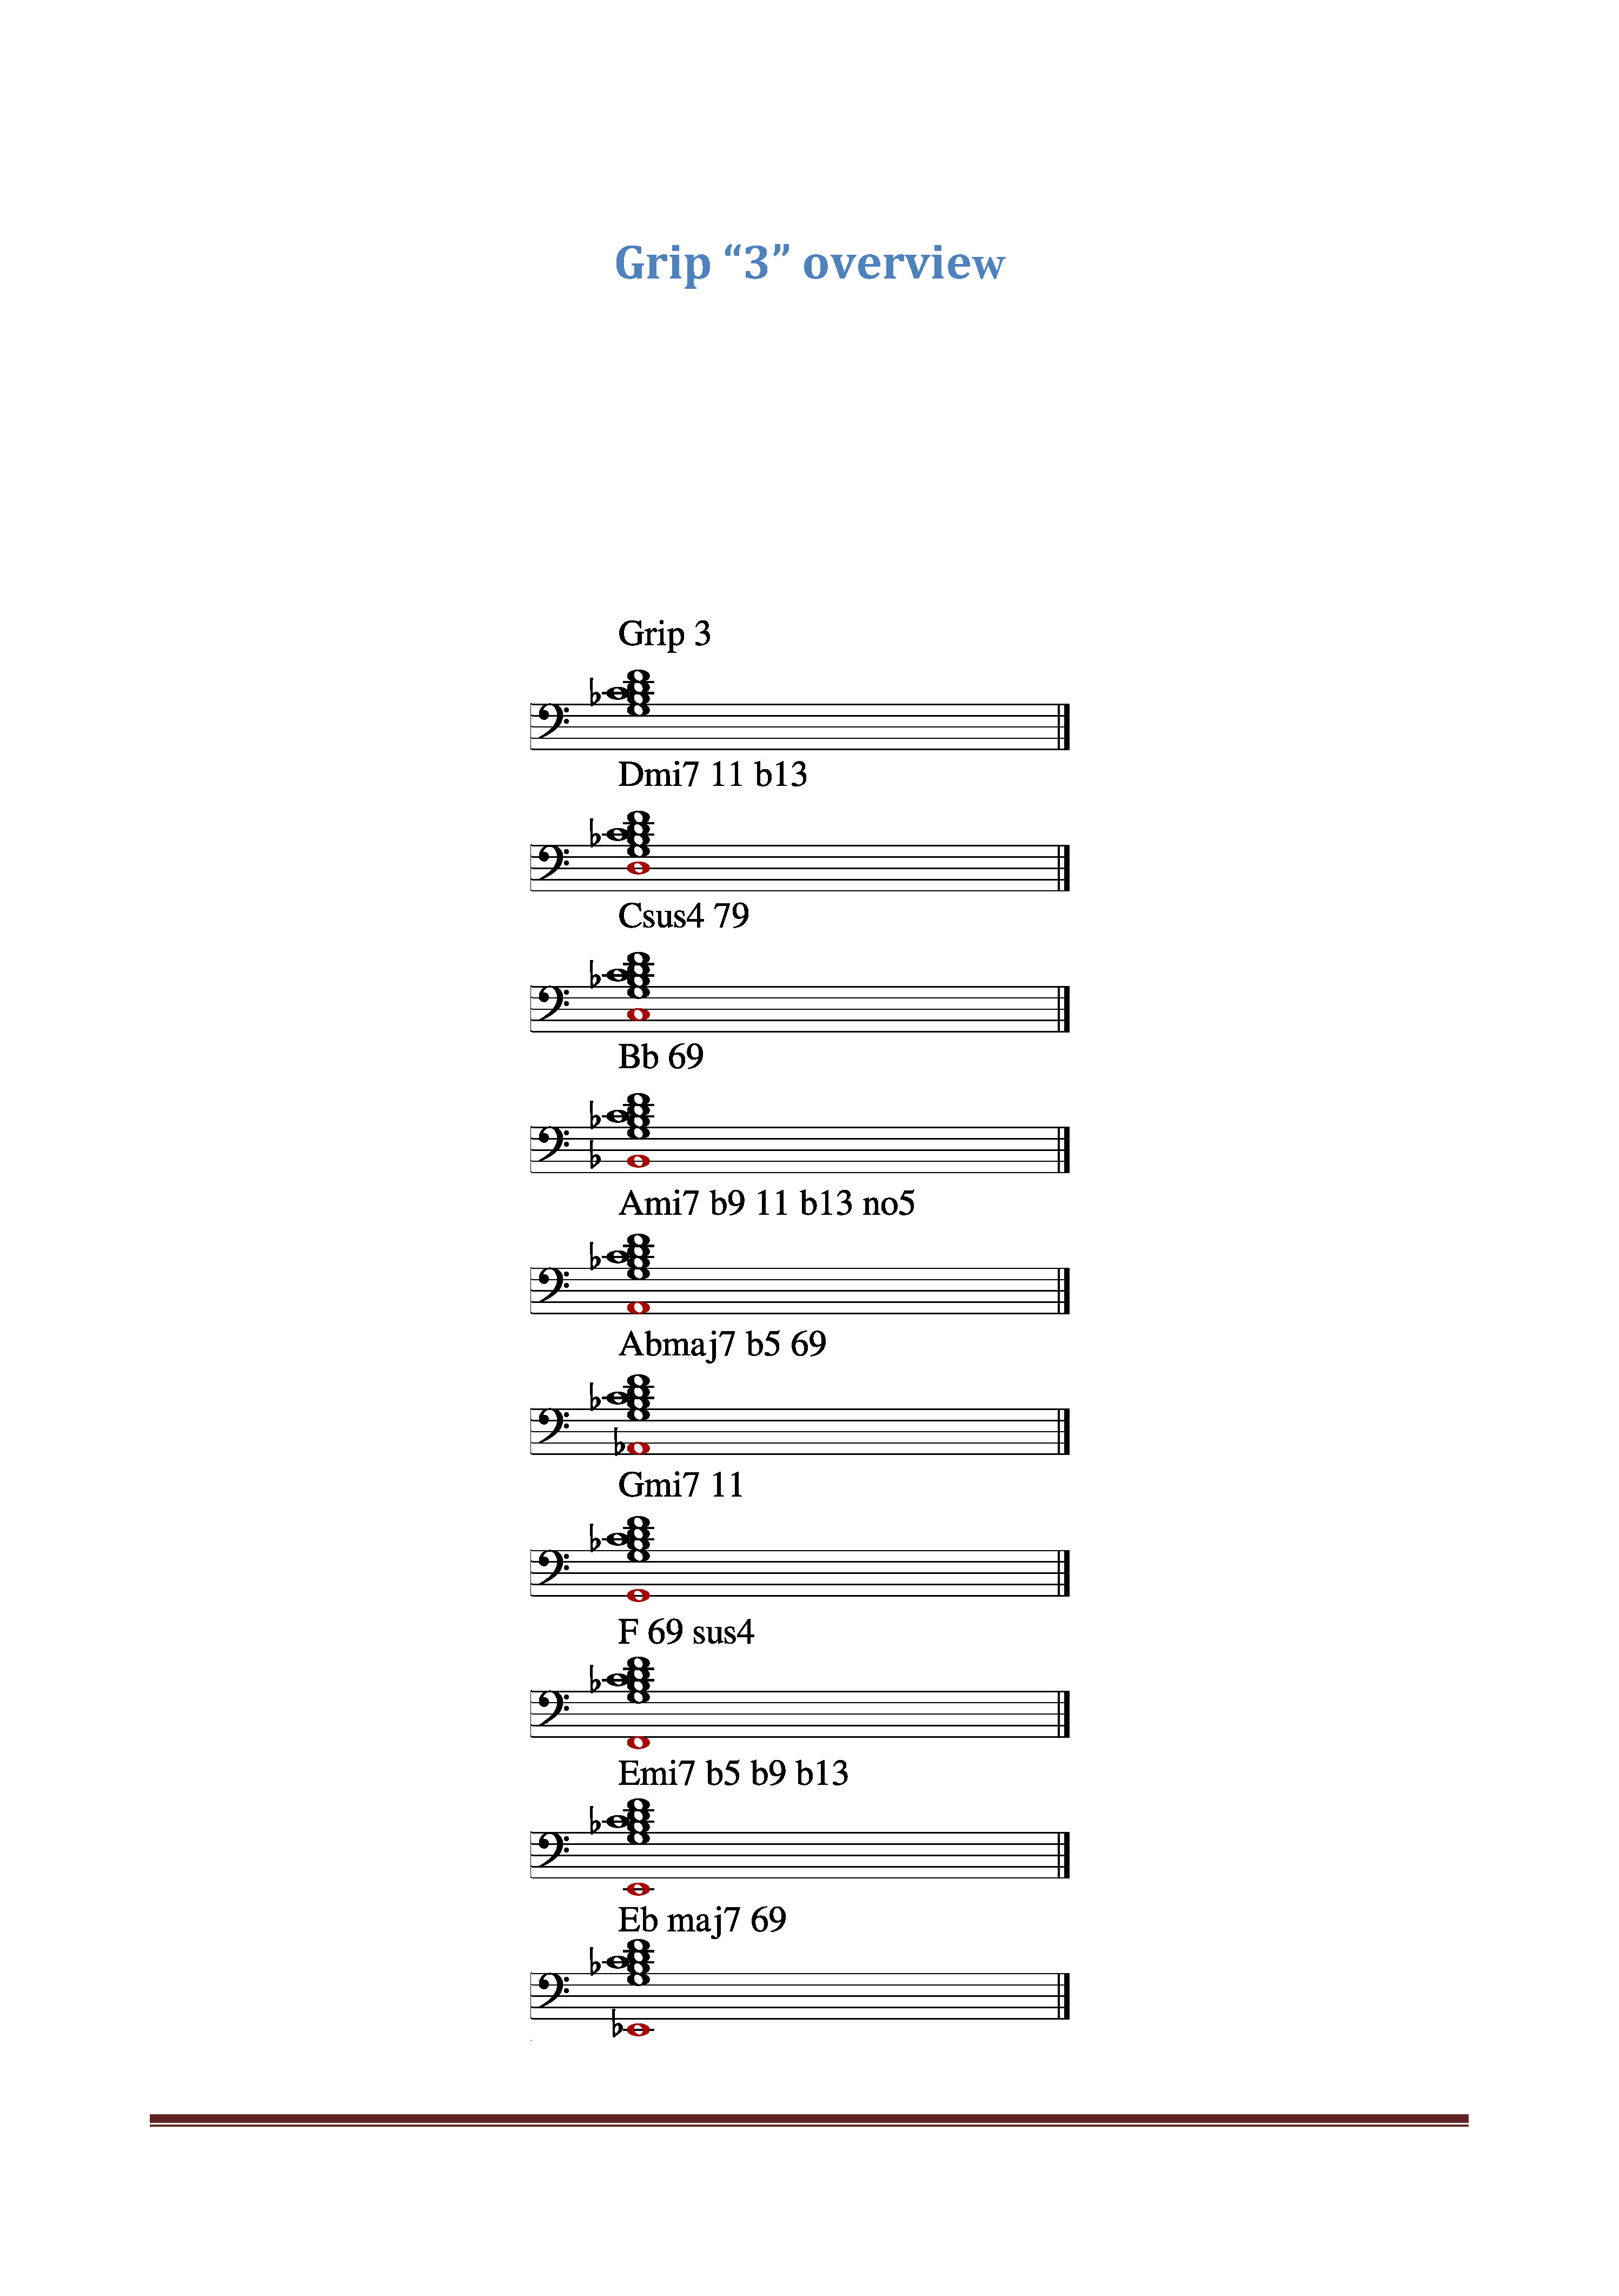 Grip “3” overview
Grip 3
Dmi7 11 b13
Csus4 79
Bb 69
Ami7 b9 11 b13 no5
Abmaj7 b5 69
Gmi7 11
F 69 sus4
Emi7 b5 b9 b13
Eb maj7 69